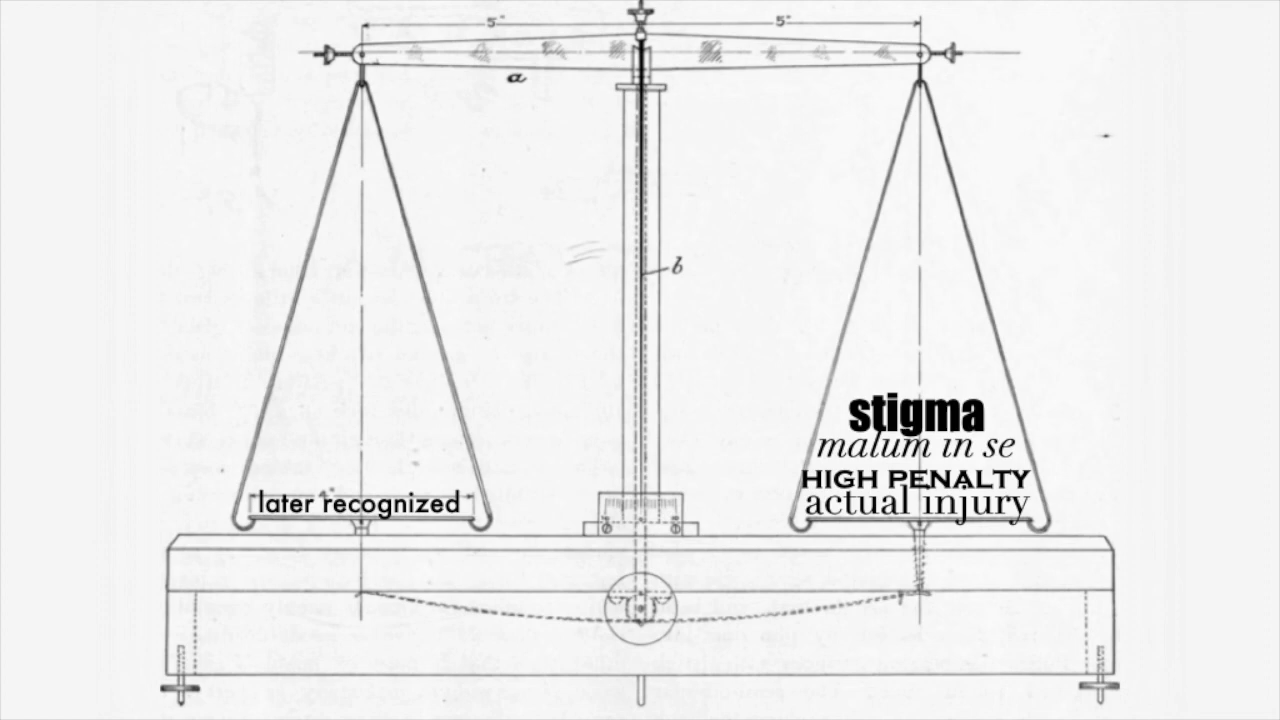 5" 5"
a
b
stigma
malum in se
HIGH PENALTY
actual injury
later recognized